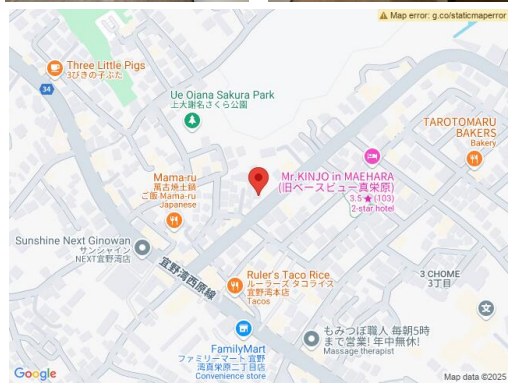 Map error: g.co/staticmaperror
Three Little Pigs
3びきの子ぶた
34
Ue Ojana Sakura Park
上大謝名さくら公園
TAROTOMARU
BAKERS
Bakery
Mama-ru
萬古焼土鍋
ご飯 Mama-ru
Japanese
Mr.KINJO in MAEHARA
(旧ベースビュー真栄原)
3.5★(103)
2-star hotel
Sunshine Next Ginowan
サンシャイン
NEXT宜野湾店
宜野湾西原線
Ruler's Taco Rice
ルーラーズ タコライス
宜野湾本店
Tacos
3 CHOME
3丁目
文
FamilyMart
ファミリーマート 宜野
湾真栄原二丁目店
Convenience store
もみつぼ職人 毎朝5時
まで営業! 年中無休!
Massage therapist
Google
Map data ©2025